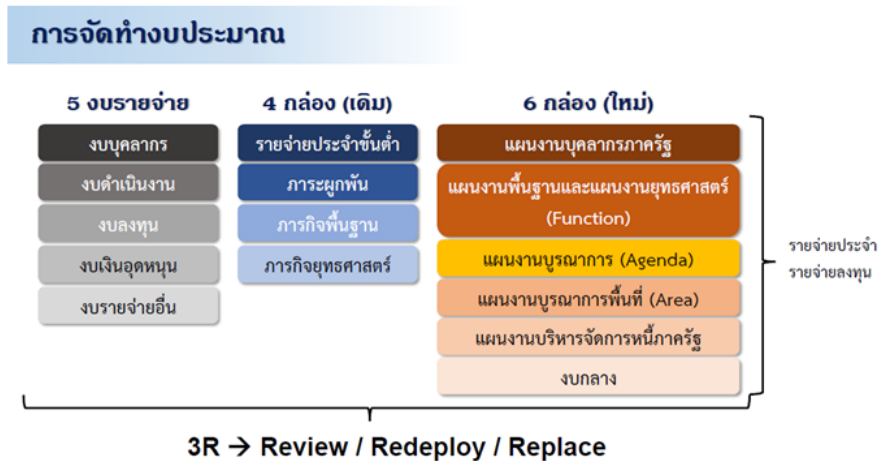 การจัดทำงบประมาณ
5 งบรายจ่าย
งบบุคลากร
งบดำเนินงาน
งบลงทุน
งบเงินอุดหนุน
งบรายจ่ายอื่น
4 กล่อง (เดิม)
รายจ่ายประจำขั้นต่ำ
ภาระผูกพัน
ภารกิจพื้นฐาน
ภารกิจยุทธศาสตร์
6 กล่อง (ใหม่)
แผนงานบุคลากรภาครัฐ
แผนงานพื้นฐานและแผนงานยุทธศาสตร์
(Function)
แผนงานบูรณาการ (Agenda)
แผนงานบูรณาการพื้นที่ (Area)
แผนงานบริหารจัดการหนี้ภาครัฐ
งบกลาง
รายจ่ายประจำ
รายจ่ายลงทุน
3R → Review / Redeploy / Replace